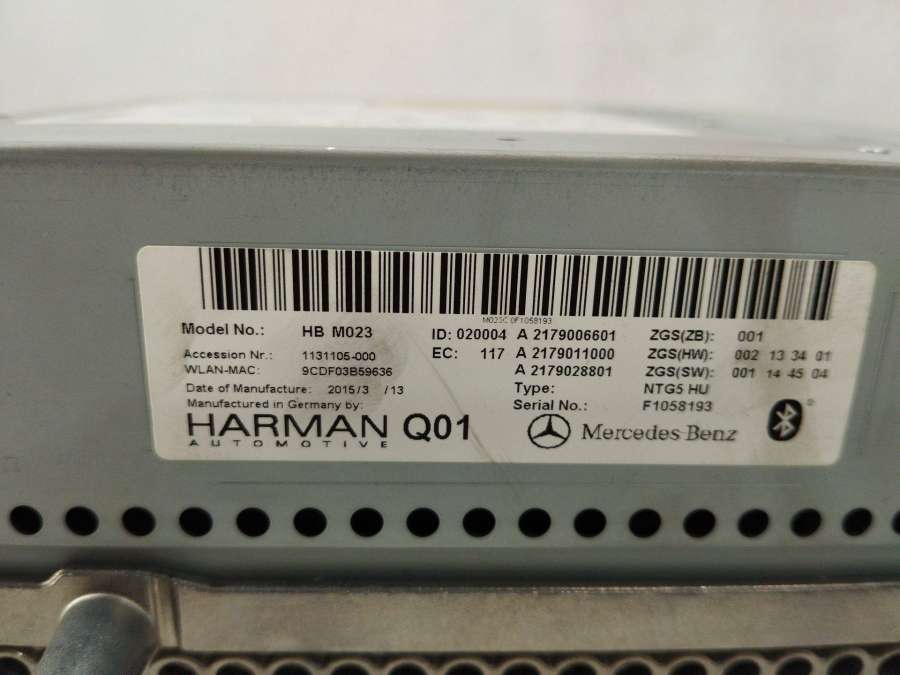 M023C 0F1058193
Model No.: HB M023 ID: 020004 A 2179006601 ZGS(ZB): 001
Accession Nr.: 1131105-000 EC: 117 A 2179011000 ZGS(HW): 002 13 34 01
WLAN-MAC: 9CDF03B59636 A 2179028801 ZGS(SW): 001 14 45 04
Date of Manufacture: 2015/3 /13 Type: NTG5 HU
Manufactured in Germany by: Serial No.: F1058193
HARMAN Q01 Mercedes-Benz
AUTOMOTIVE